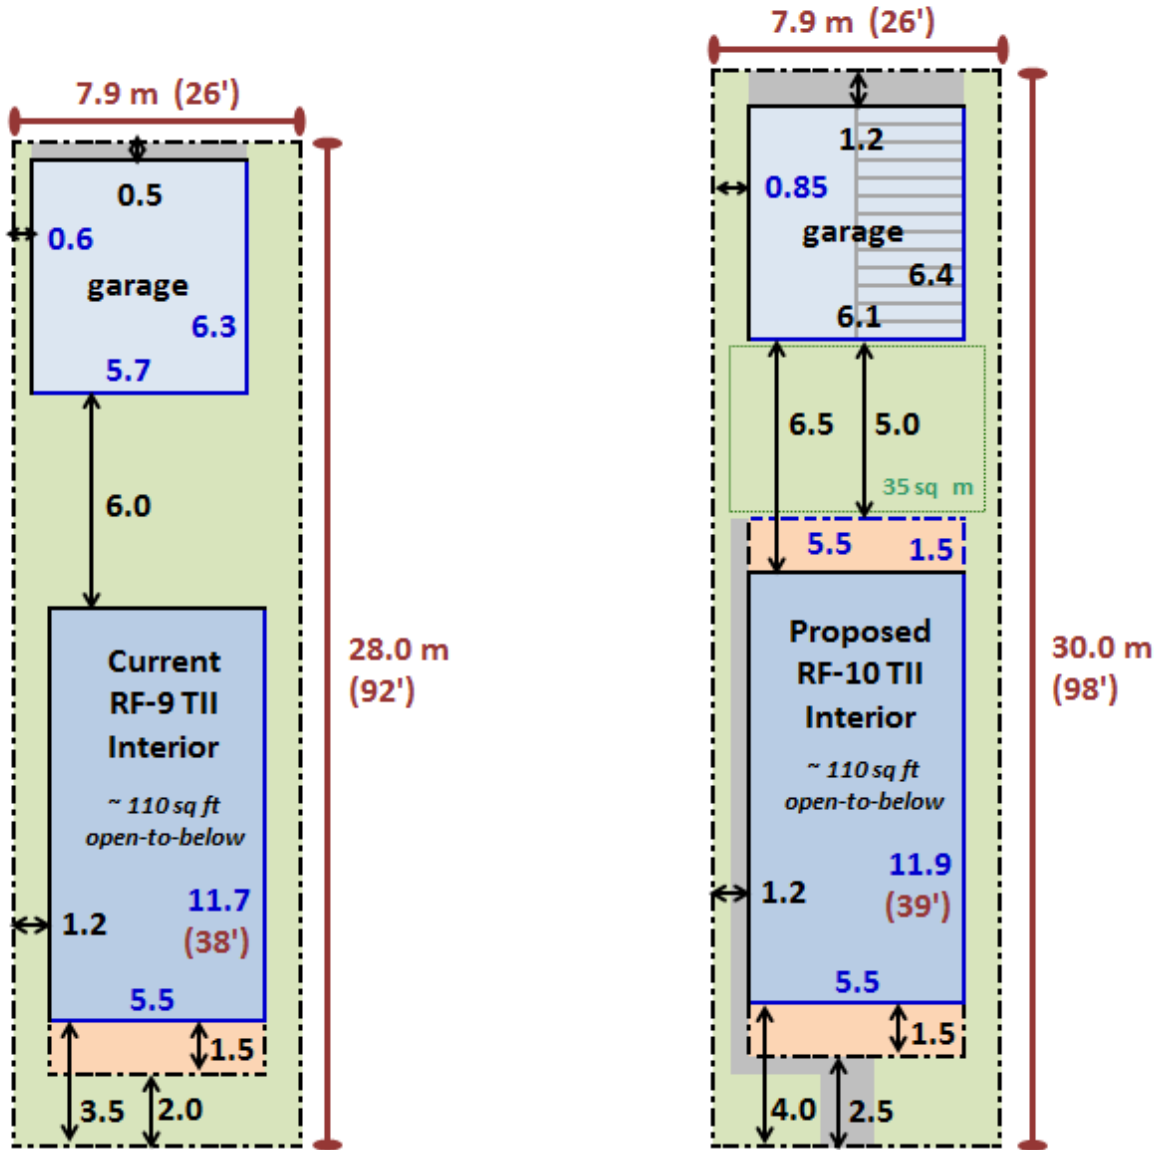 7.9 m (26')
0.5
0.6
garage
6.3
5.7
6.0
28.0 m
(92')
Current
RF-9 TII
Interior
~ 110 sq ft
open-to-below
11.7
(38')
1.2
5.5
1.5
3.5
2.0
7.9 m (26')
1.2
0.85
garage
6.4
6.1
6.5
5.0
35 sq m
5.5
1.5
30.0 m
(98')
Proposed
RF-10 TII
Interior
~ 110 sq ft
open-to-below
11.9
(39')
1.2
5.5
1.5
4.0
2.5